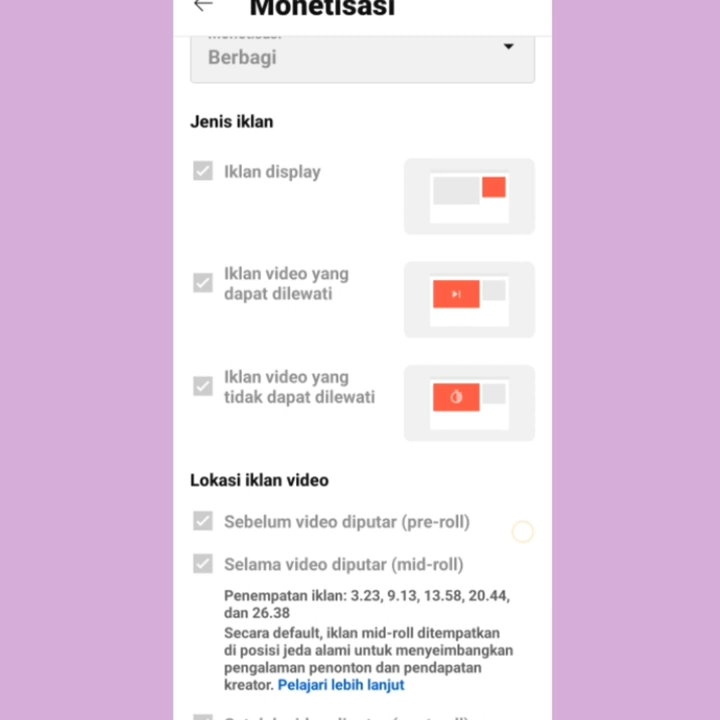 Monetisasi
Monetisasi
Berbagi
Jenis iklan
Iklan display
Iklan video yang
dapat dilewati
Iklan video yang
tidak dapat dilewati
Lokasi iklan video
Sebelum video diputar (pre-roll)
Selama video diputar (mid-roll)
Penempatan iklan: 3.23, 9.13, 13.58, 20.44,
dan 26.38
Secara default, iklan mid-roll ditempatkan
di posisi jeda alami untuk menyeimbangkan
pengalaman penonton dan pendapatan
kreator. Pelajari lebih lanjut